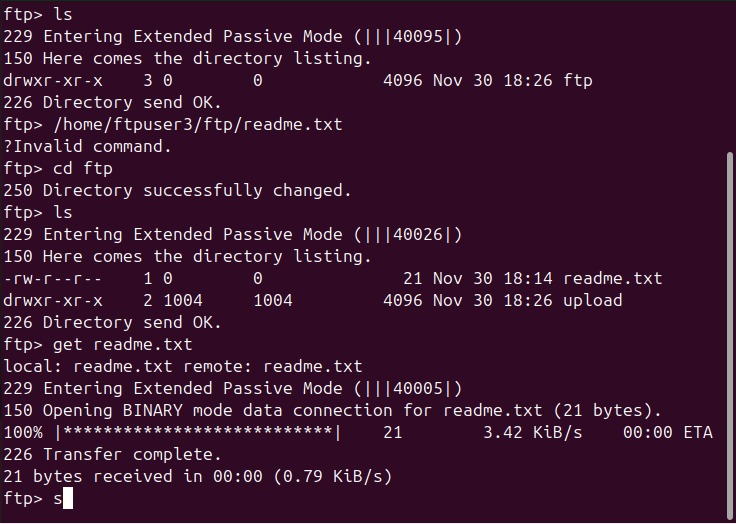 ftp> ls
229 Entering Extended Passive Mode (|||40095|)
150 Here comes the directory listing.
drwxr-xr-x    3 0        0            4096 Nov 30 18:26 ftp
226 Directory send OK.
ftp> /home/ftpuser3/ftp/readme.txt
?Invalid command.
ftp> cd ftp
250 Directory successfully changed.
ftp> ls
229 Entering Extended Passive Mode (|||40026|)
150 Here comes the directory listing.
-rw-r--r--    1 0        0              21 Nov 30 18:14 readme.txt
drwxr-xr-x    2 1004     1004         4096 Nov 30 18:26 upload
226 Directory send OK.
ftp> get readme.txt
local: readme.txt remote: readme.txt
229 Entering Extended Passive Mode (|||40005|)
150 Opening BINARY mode data connection for readme.txt (21 bytes).
100% |***************************|    21        3.42 KiB/s    00:00 ETA
226 Transfer complete.
21 bytes received in 00:00 (0.79 KiB/s)
ftp> s